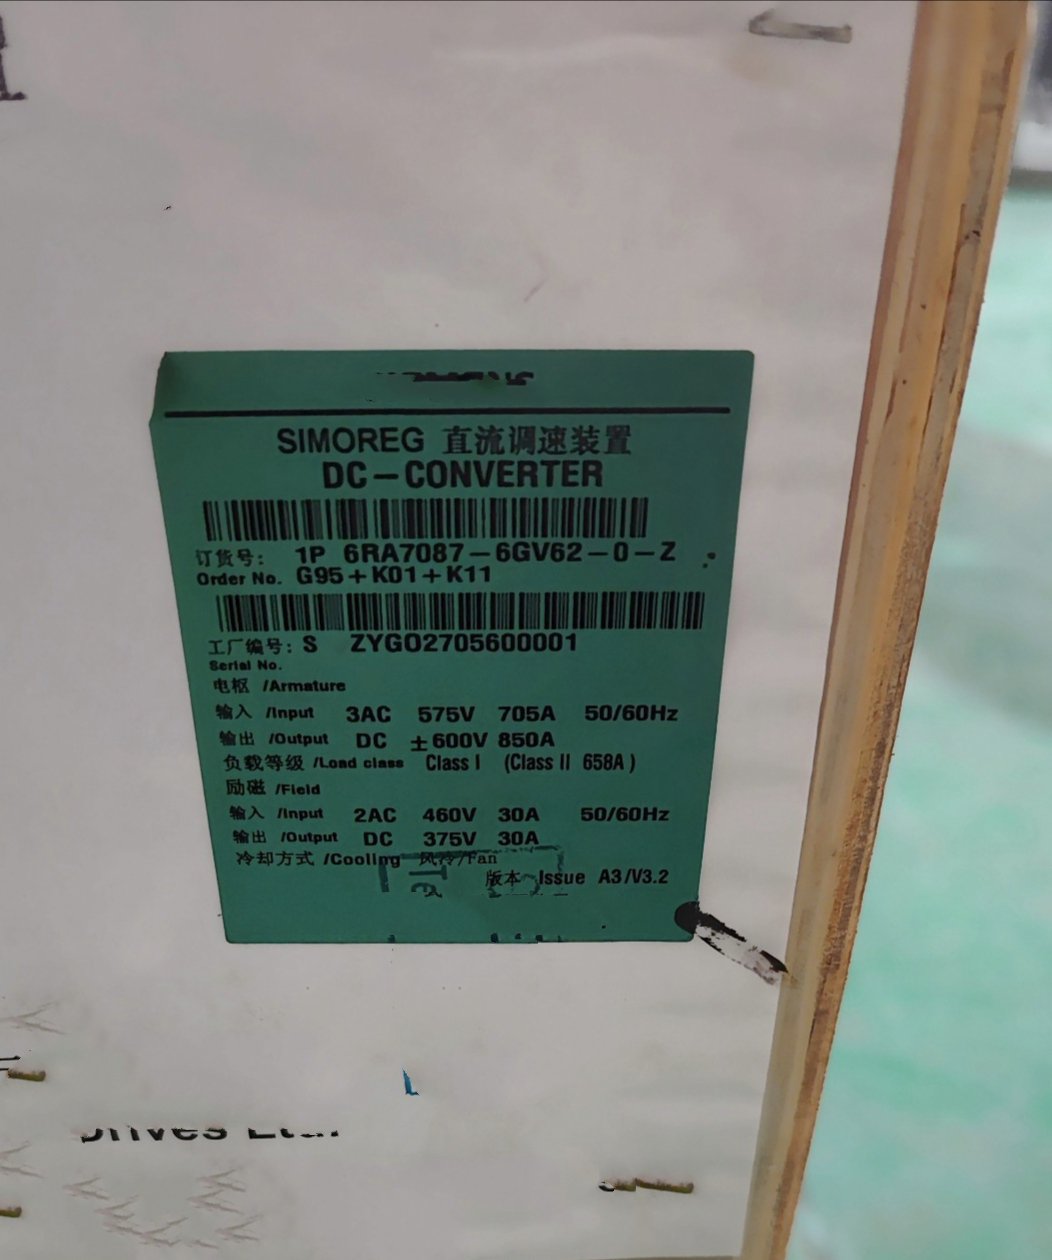 SIMOREG 直流调速装置
DC-CONVERTER
订货号: 1P 6RA7087-6GV62-0-Z
Order No. G95+K01+K11
工厂编号: S ZYG02705600001
Serial No.
电枢 /Armature
输入 /Input 3AC 575V 705A 50/60Hz
输出 /Output DC ±600V 850A
负载等级 /Load class Class I (Class II 658A)
励磁 /Field
输入 /Input 2AC 460V 30A 50/60Hz
输出 /Output DC 375V 30A
冷却方式 /Cooling 风冷/Fan
版本 Issue A3/V3.2